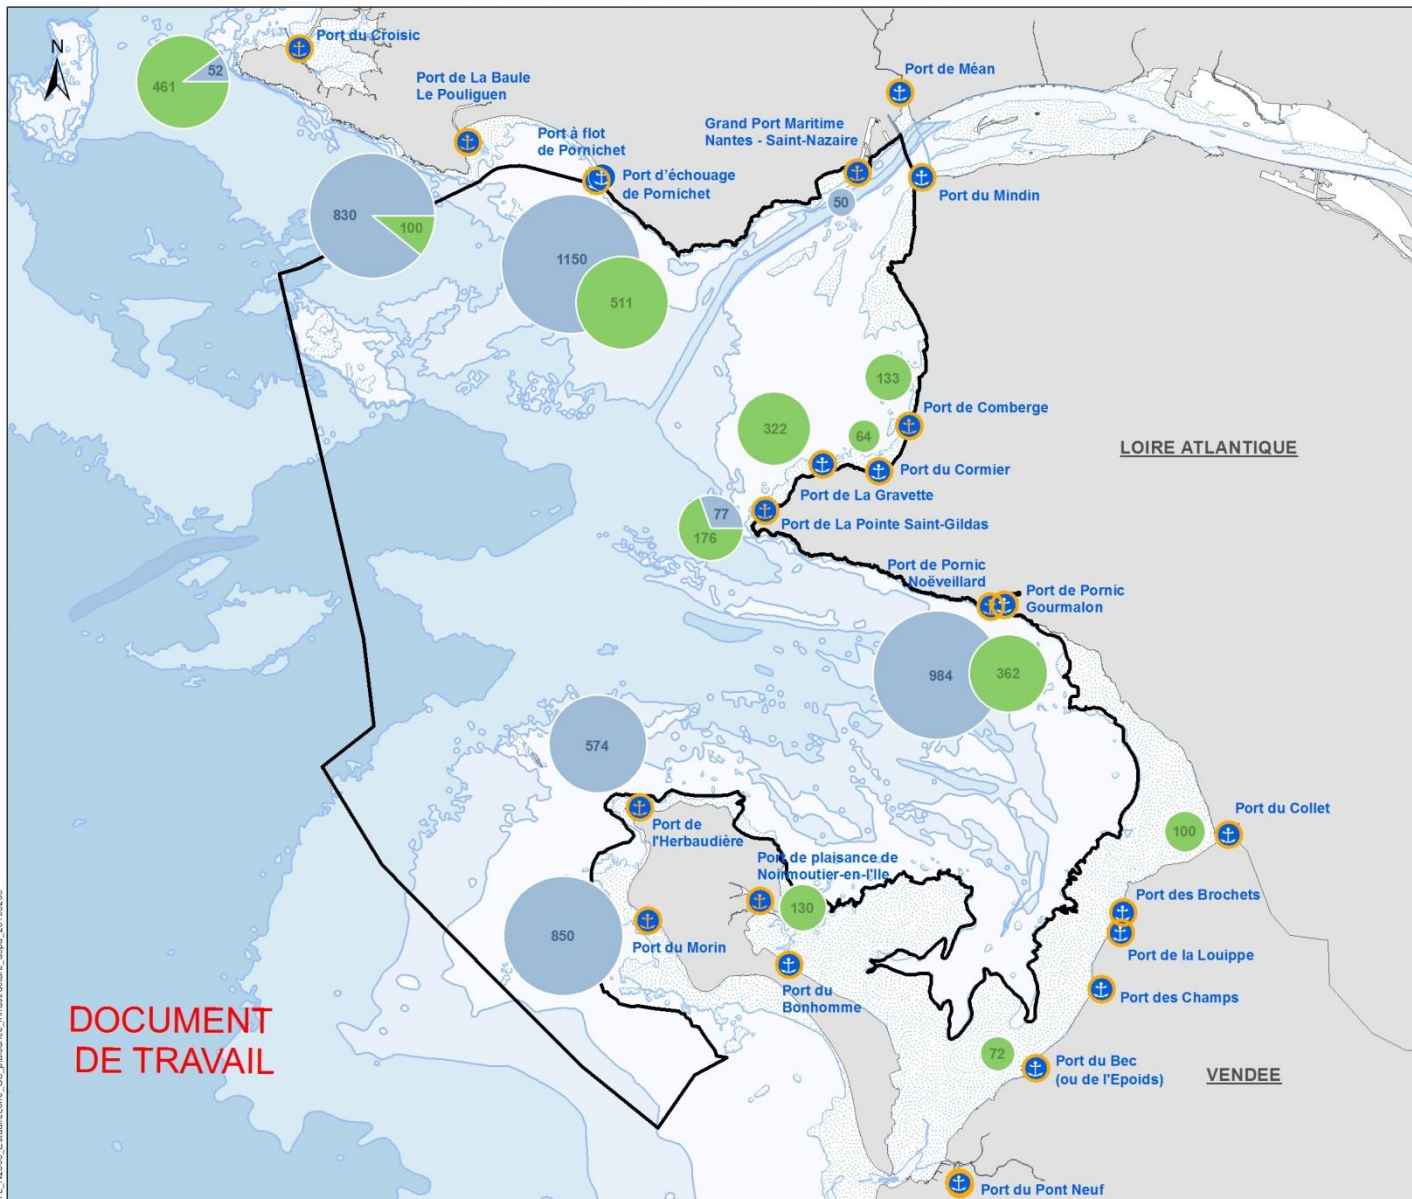 N
Port du Croisic
461
52
Port de La Baule
Le Pouliguen
Port de Méan
Grand Port Maritime
Nantes - Saint-Nazaire
Port à flot
de Pornichet
Port d'échouage
de Pornichet
Port du Mindin
50
830
100
1150
511
133
322
64
Port de Comberge
LOIRE ATLANTIQUE
Port du Cormier
Port de La Gravette
77
176
Port de La Pointe Saint-Gildas
Port de Pornic
Noëveillard
Port de Pornic
Gourmalon
984
362
574
Port de
l'Herbaudière
Port du Collet
100
Port de plaisance de
Noirmoutier-en-l'Ile
130
Port des Brochets
850
Port du Morin
Port de la Louippe
Port du
Bonhomme
Port des Champs
DOCUMENT
DE TRAVAIL
72
Port du Bec
(ou de l'Epoids)
VENDEE
Port du Pont Neuf